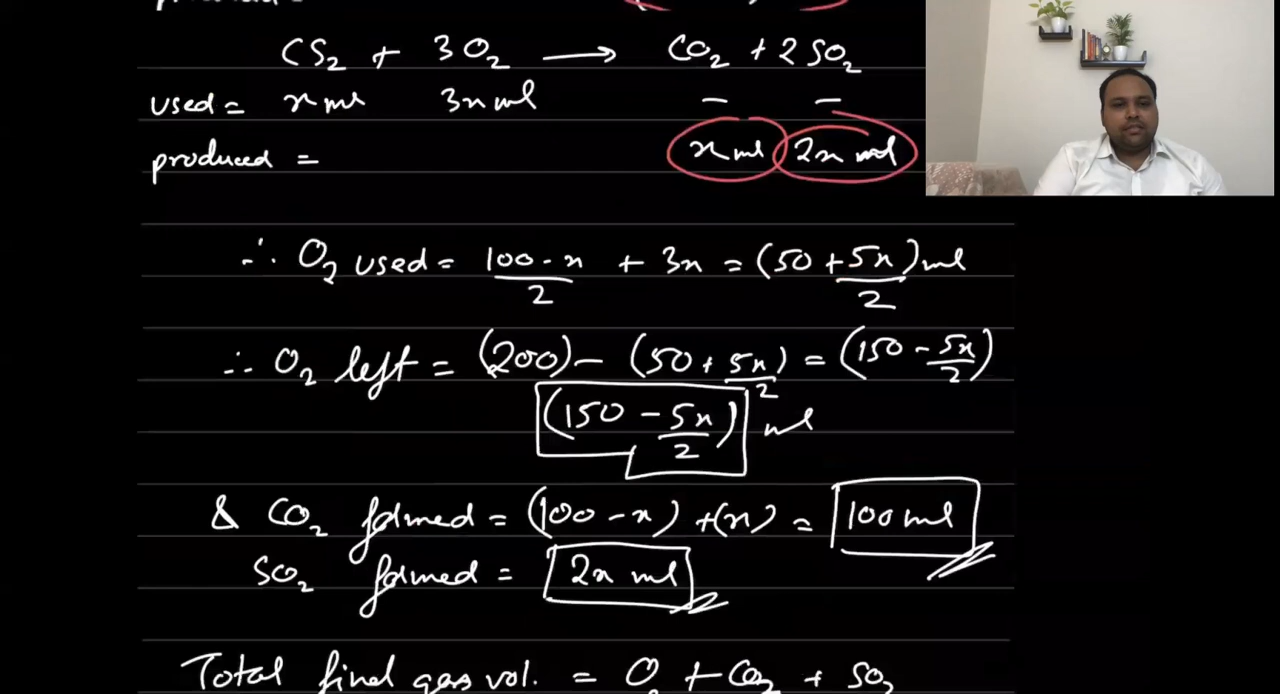 CS₂ + 3O₂ ⟶ CO₂ + 2SO₂
used = x ml 3x ml - -
produced = x ml 2x ml
∴ O₂ used = (100 - x)/2 + 3x = (50 + 5x/2) ml
∴ O₂ left = (200) - (50 + 5x/2) = (150 - 5x/2)
(150 - 5x/2) ml
& CO₂ formed = (100 - x) + (x) = 100 ml
SO₂ formed = 2x ml
Total final gas vol. = O₂ + CO₂ + SO₂